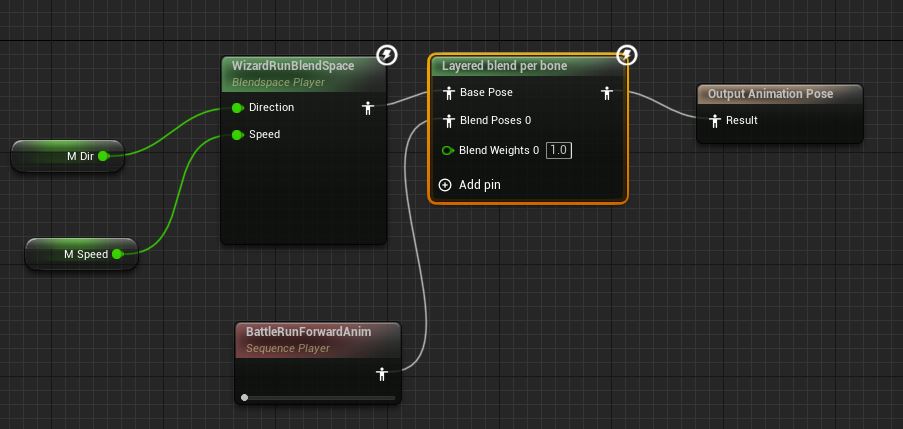 WizardRunBlendSpace
Blendspace Player
Direction
Speed
M Dir
M Speed
Layered blend per bone
Base Pose
Blend Poses 0
Blend Weights 0 1.0
Add pin
Output Animation Pose
Result
BattleRunForwardAnim
Sequence Player